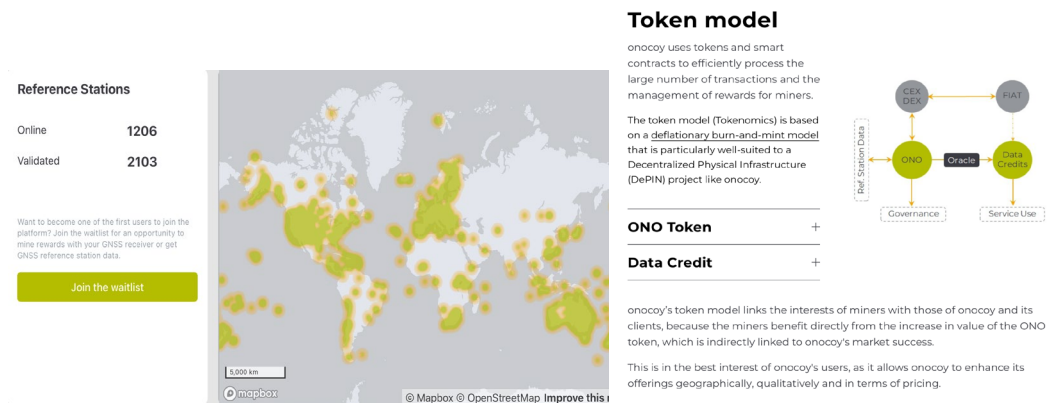 Reference Stations
Online 1206
Validated 2103
Want to become one of the first users to join the
platform? Join the waitlist for an opportunity to
mine rewards with your GNSS receiver or get
GNSS reference station data.
Join the waitlist
5,000 km
mapbox
© Mapbox © OpenStreetMap Improve this
Token model
onocoy uses tokens and smart
contracts to efficiently process the
large number of transactions and the
management of rewards for miners.
The token model (Tokenomics) is based
on a deflationary burn-and-mint model
that is particularly well-suited to a
Decentralized Physical Infrastructure
(DePIN) project like onocoy.
CEX
DEX
FIAT
Ref. Station Data
ONO
Oracle
Data
Credits
Governance
Service Use
ONO Token +
Data Credit +
onocoy's token model links the interests of miners with those of onocoy and its
clients, because the miners benefit directly from the increase in value of the ONO
token, which is indirectly linked to onocoy's market success.
This is in the best interest of onocoy's users, as it allows onocoy to enhance its
offerings geographically, qualitatively and in terms of pricing.